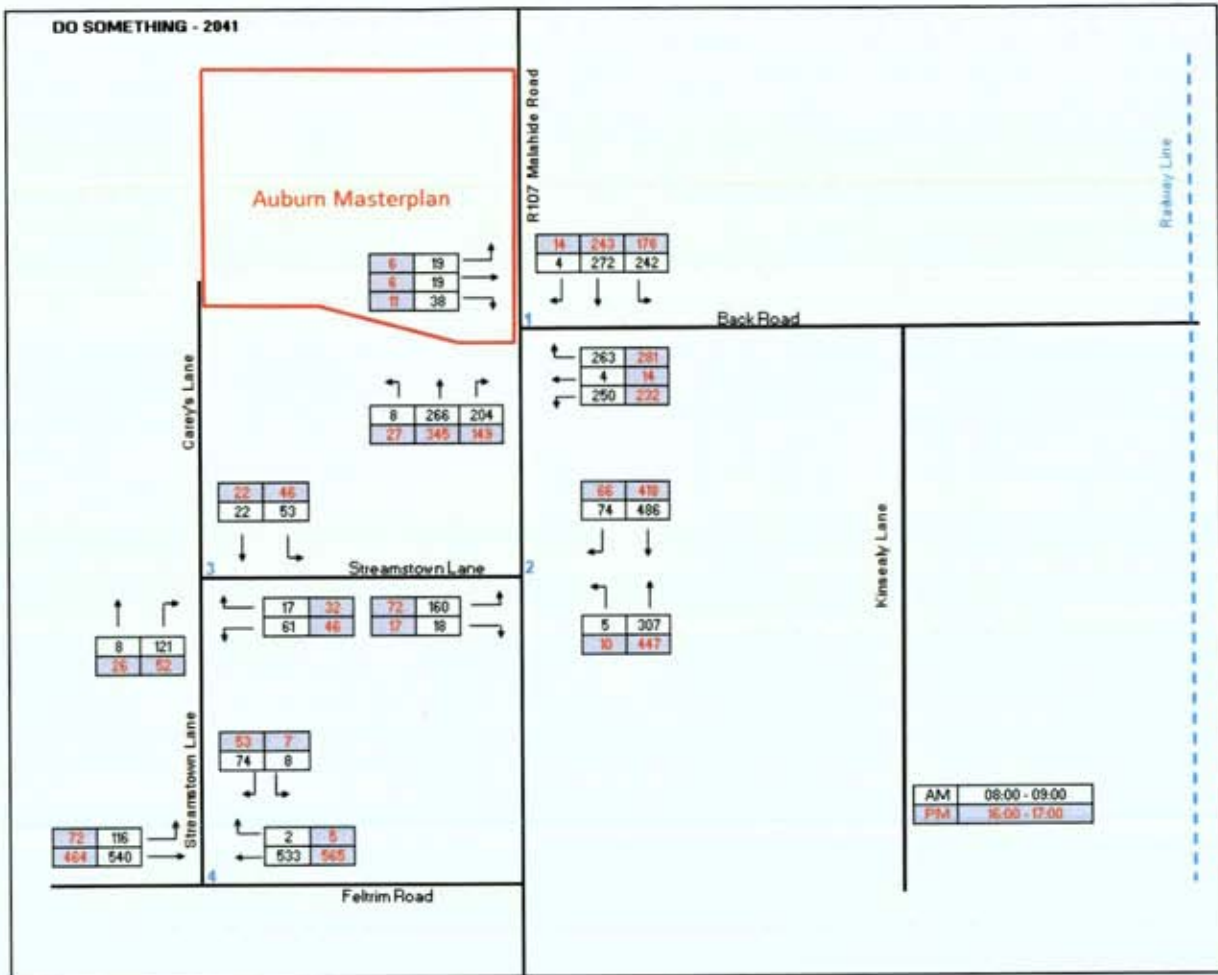 DO SOMETHING - 2041
R107 Malahide Road
Railway Line
Auburn Masterplan
14 243 176
4 272 242
6 19
6 19
11 38
1
Back Road
263 281
4 14
250 232
Carey's Lane
8 266 204
27 345 149
22 46
22 53
66 418
74 486
Kinsealy Lane
3
Streamstown Lane
2
17 32
61 46
72 160
17 18
5 307
10 447
8 121
26 52
Streamstown Lane
53 7
74 8
AM 08:00 - 09:00
PM 16:00 - 17:00
72 116
464 540
2 5
533 565
4
Feltrim Road